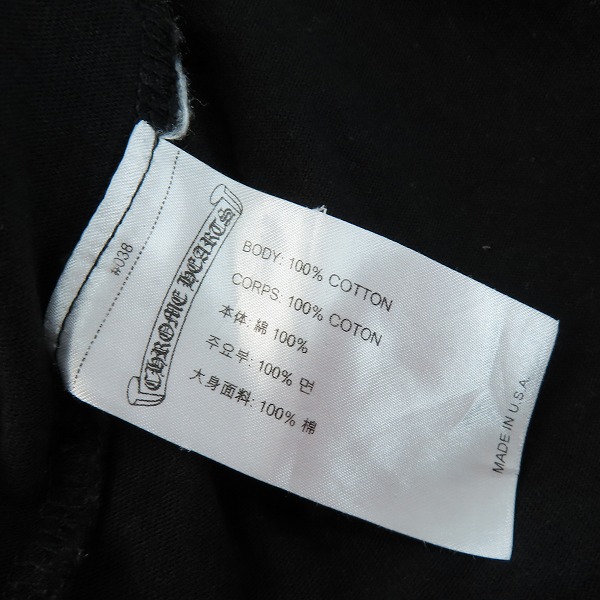 #038
CHROME HEARTS
BODY: 100% COTTON
CORPS: 100% COTON
本体: 綿 100%
주요부: 100% 면
大身面料: 100% 棉
MADE IN U.S.A.